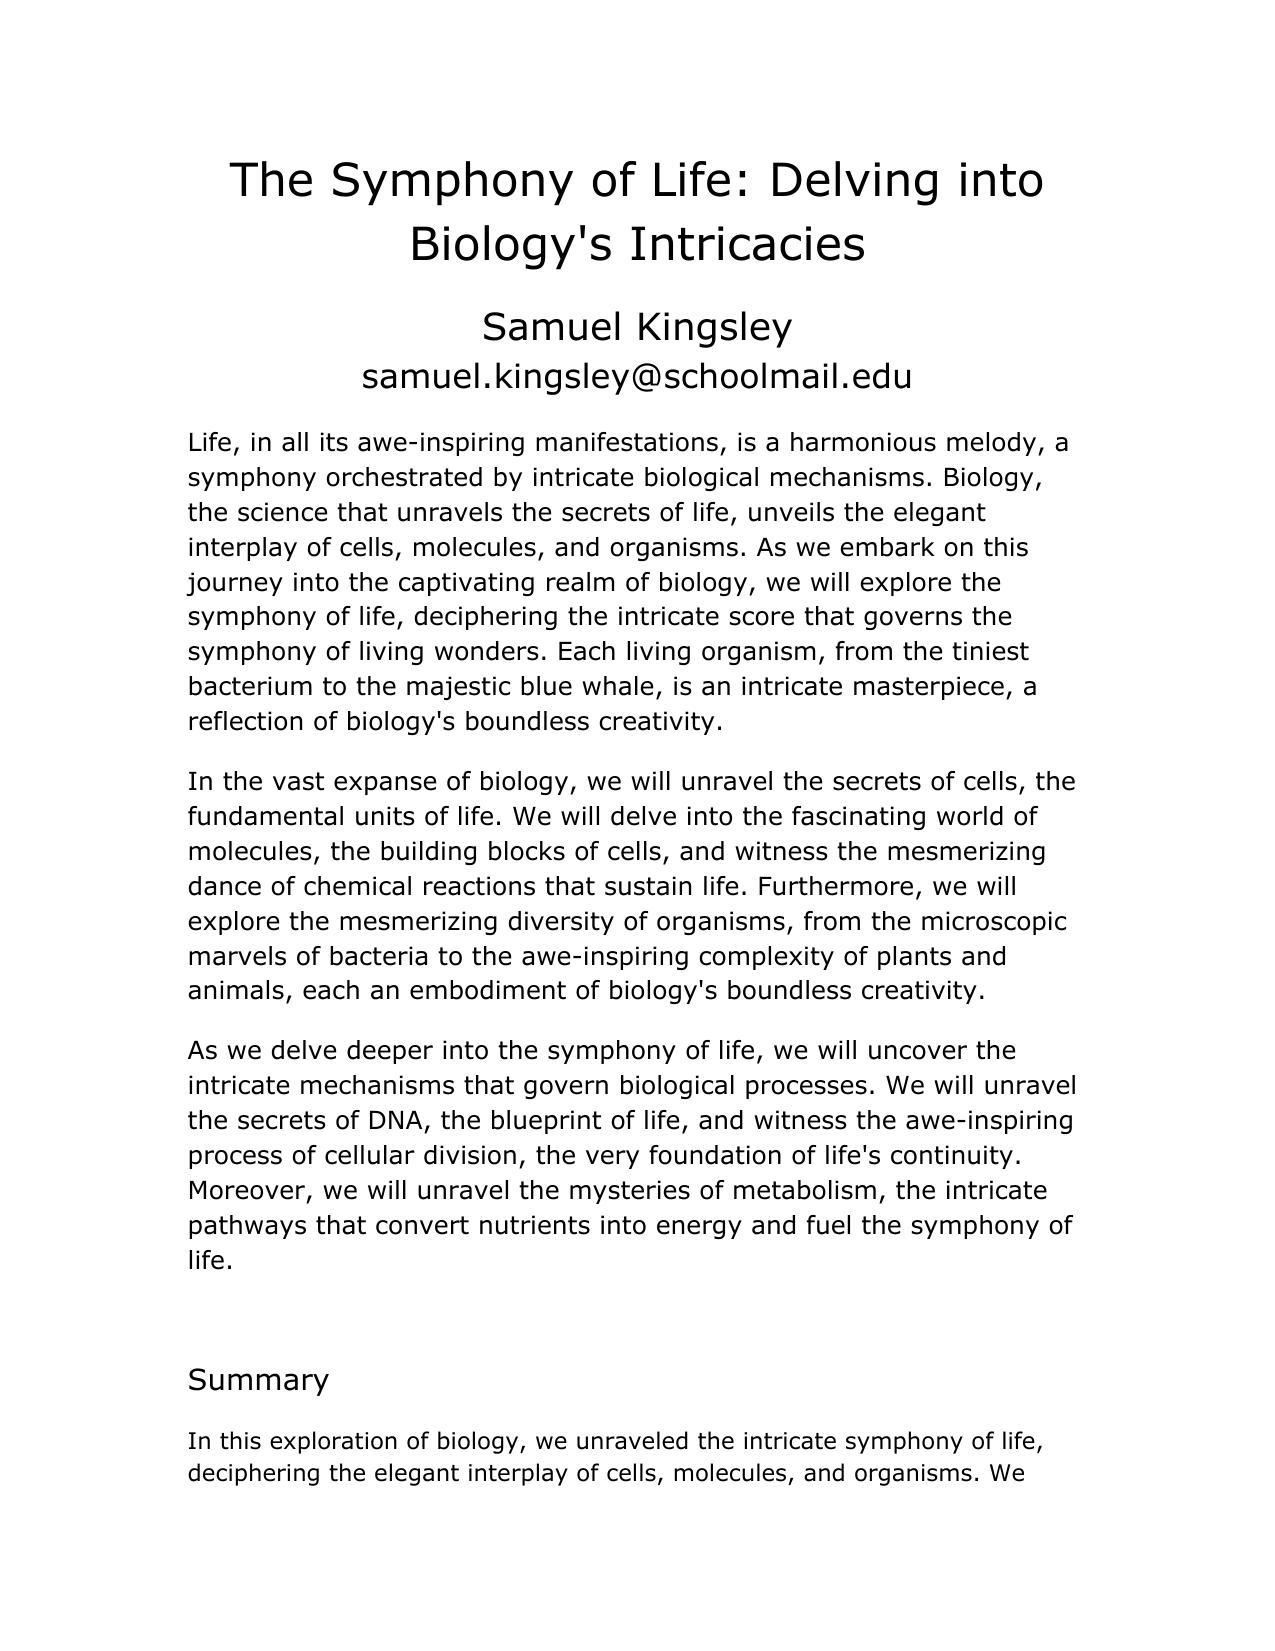 The Symphony of Life: Delving into
Biology's Intricacies
Samuel Kingsley
samuel.kingsley@schoolmail.edu
Life, in all its awe-inspiring manifestations, is a harmonious melody, a
symphony orchestrated by intricate biological mechanisms. Biology,
the science that unravels the secrets of life, unveils the elegant
interplay of cells, molecules, and organisms. As we embark on this
journey into the captivating realm of biology, we will explore the
symphony of life, deciphering the intricate score that governs the
symphony of living wonders. Each living organism, from the tiniest
bacterium to the majestic blue whale, is an intricate masterpiece, a
reflection of biology's boundless creativity.
In the vast expanse of biology, we will unravel the secrets of cells, the
fundamental units of life. We will delve into the fascinating world of
molecules, the building blocks of cells, and witness the mesmerizing
dance of chemical reactions that sustain life. Furthermore, we will
explore the mesmerizing diversity of organisms, from the microscopic
marvels of bacteria to the awe-inspiring complexity of plants and
animals, each an embodiment of biology's boundless creativity.
As we delve deeper into the symphony of life, we will uncover the
intricate mechanisms that govern biological processes. We will unravel
the secrets of DNA, the blueprint of life, and witness the awe-inspiring
process of cellular division, the very foundation of life's continuity.
Moreover, we will unravel the mysteries of metabolism, the intricate
pathways that convert nutrients into energy and fuel the symphony of
life.
Summary
In this exploration of biology, we unraveled the intricate symphony of life,
deciphering the elegant interplay of cells, molecules, and organisms. We